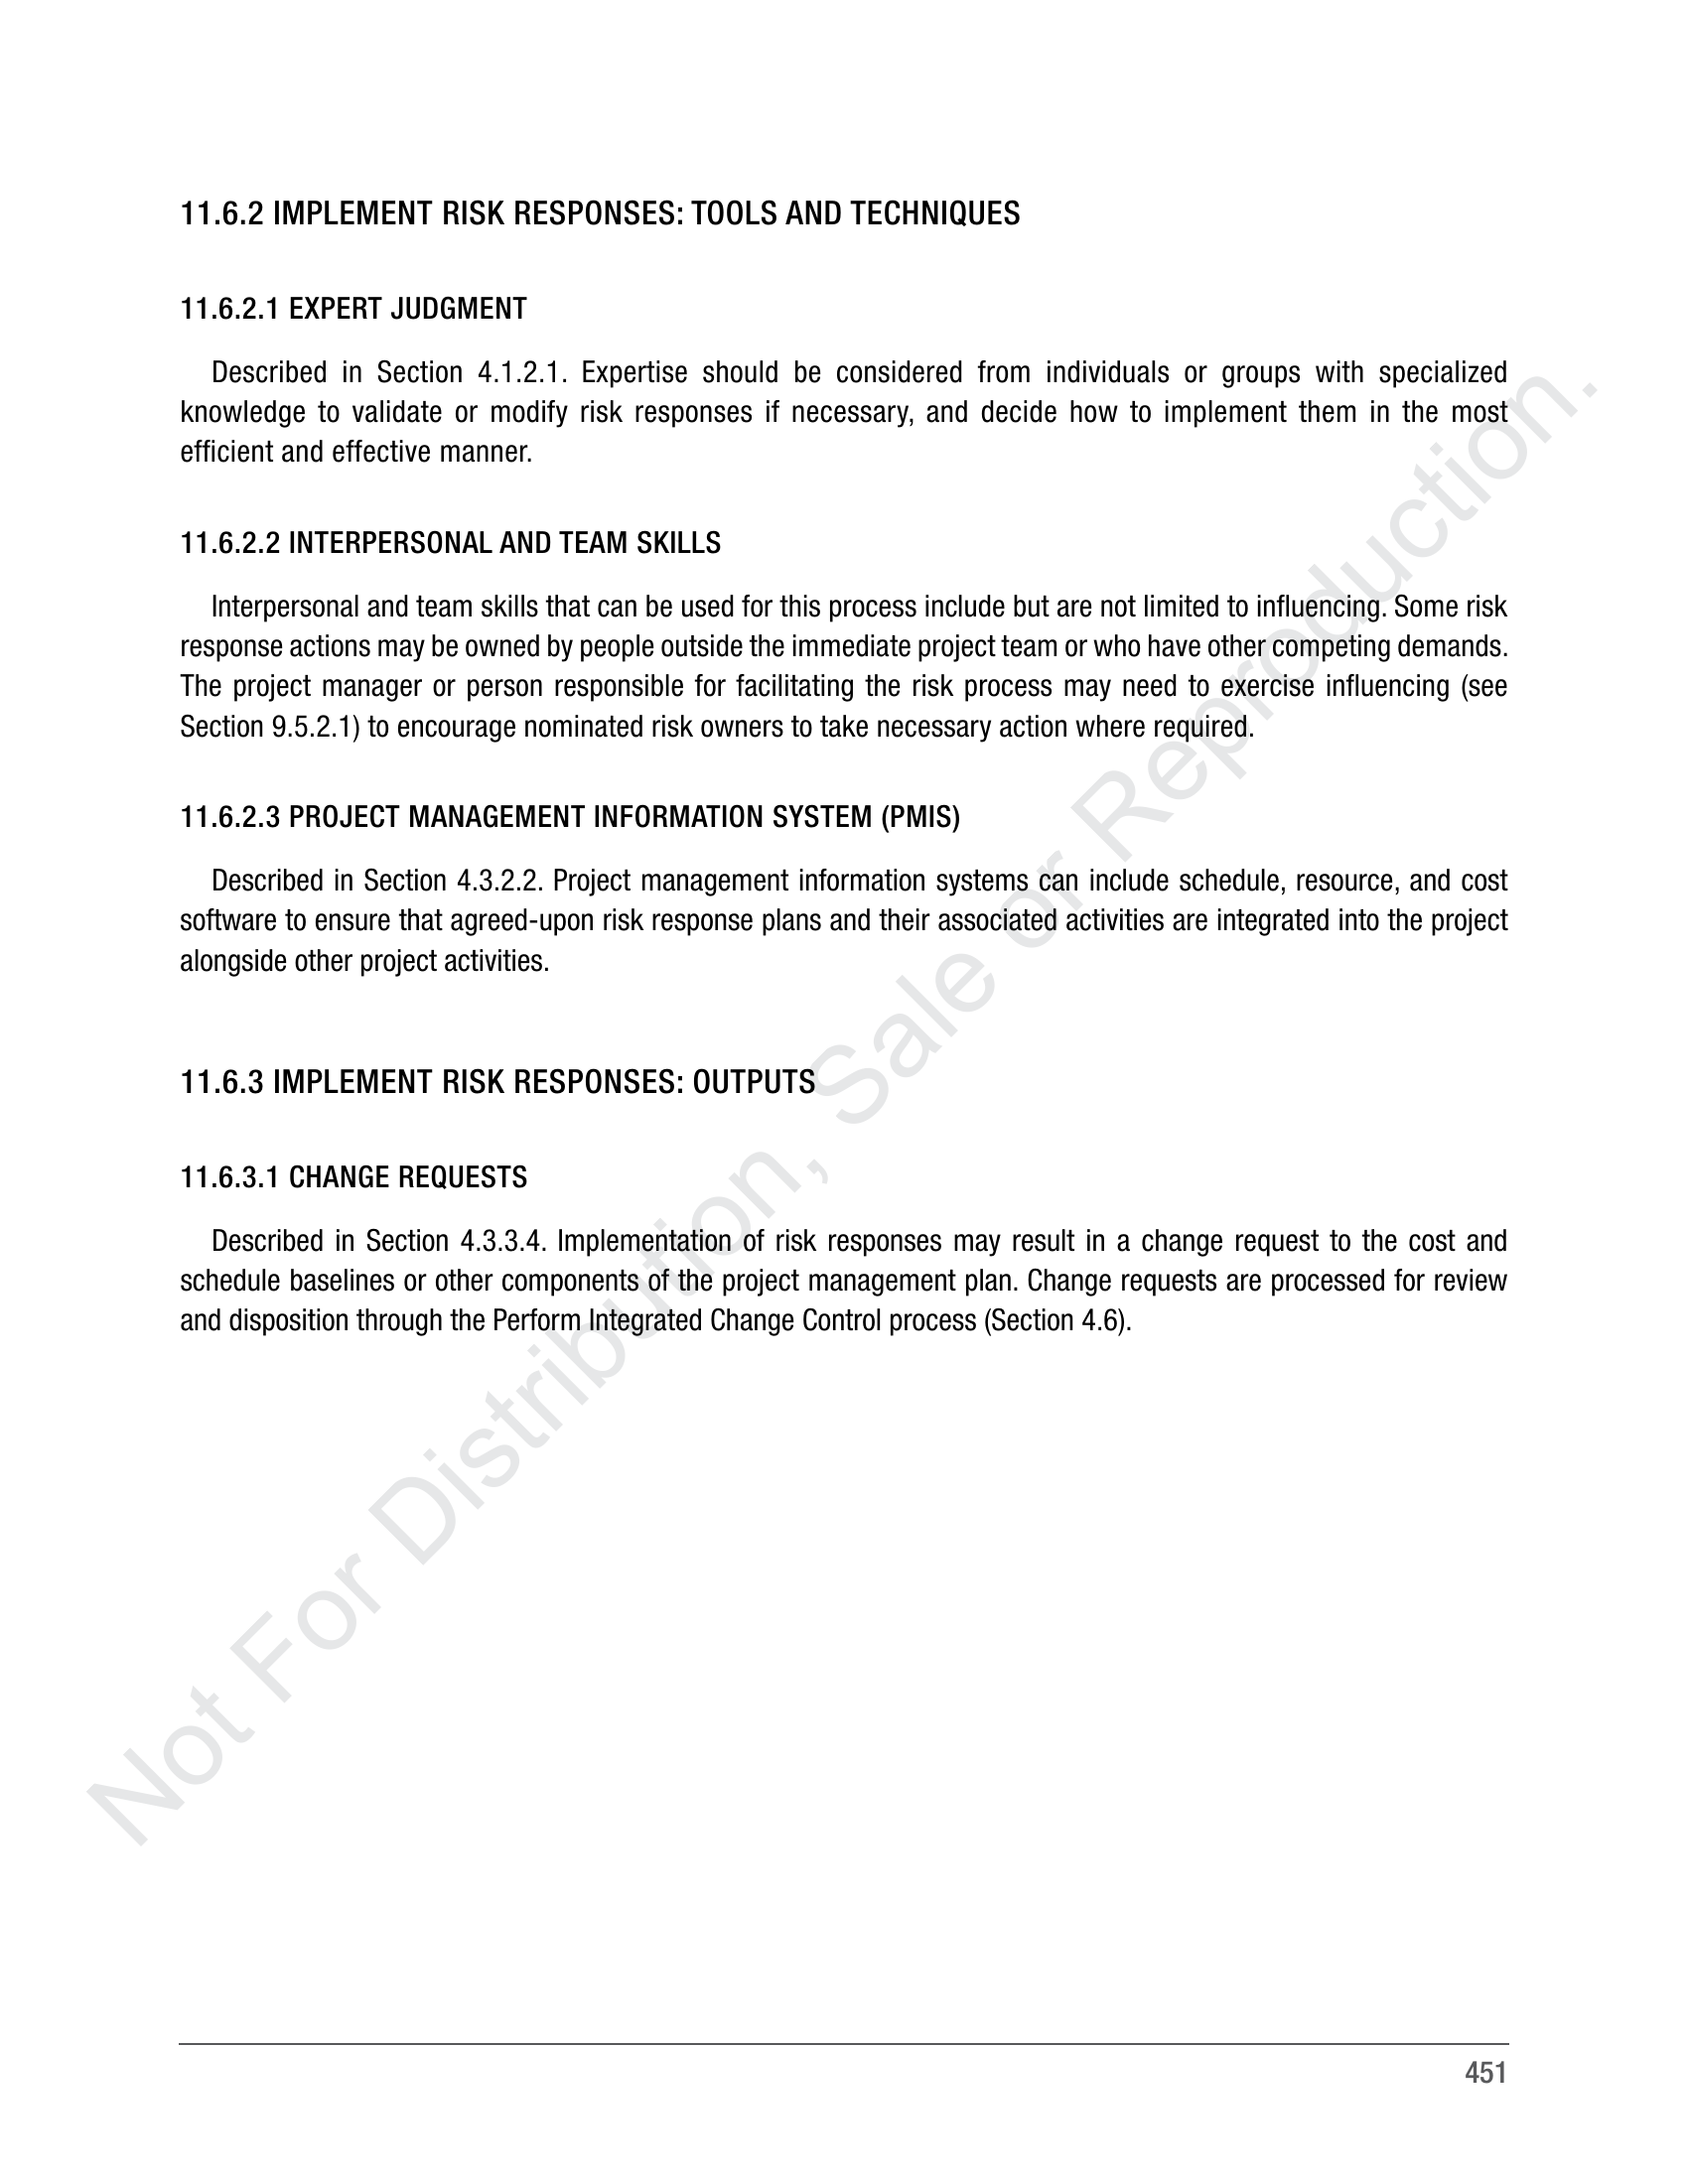 11.6.2 IMPLEMENT RISK RESPONSES: TOOLS AND TECHNIQUES
11.6.2.1 EXPERT JUDGMENT
Described in Section 4.1.2.1. Expertise should be considered from individuals or groups with specialized
knowledge to validate or modify risk responses if necessary, and decide how to implement them in the most
efficient and effective manner.
11.6.2.2 INTERPERSONAL AND TEAM SKILLS
Interpersonal and team skills that can be used for this process include but are not limited to influencing. Some risk
response actions may be owned by people outside the immediate project team or who have other competing demands.
The project manager or person responsible for facilitating the risk process may need to exercise influencing (see
Section 9.5.2.1) to encourage nominated risk owners to take necessary action where required.
11.6.2.3 PROJECT MANAGEMENT INFORMATION SYSTEM (PMIS)
Described in Section 4.3.2.2. Project management information systems can include schedule, resource, and cost
software to ensure that agreed-upon risk response plans and their associated activities are integrated into the project
alongside other project activities.
11.6.3 IMPLEMENT RISK RESPONSES: OUTPUTS
11.6.3.1 CHANGE REQUESTS
Described in Section 4.3.3.4. Implementation of risk responses may result in a change request to the cost and
schedule baselines or other components of the project management plan. Change requests are processed for review
and disposition through the Perform Integrated Change Control process (Section 4.6).
Not For Distribution, Sale or Reproduction.
451